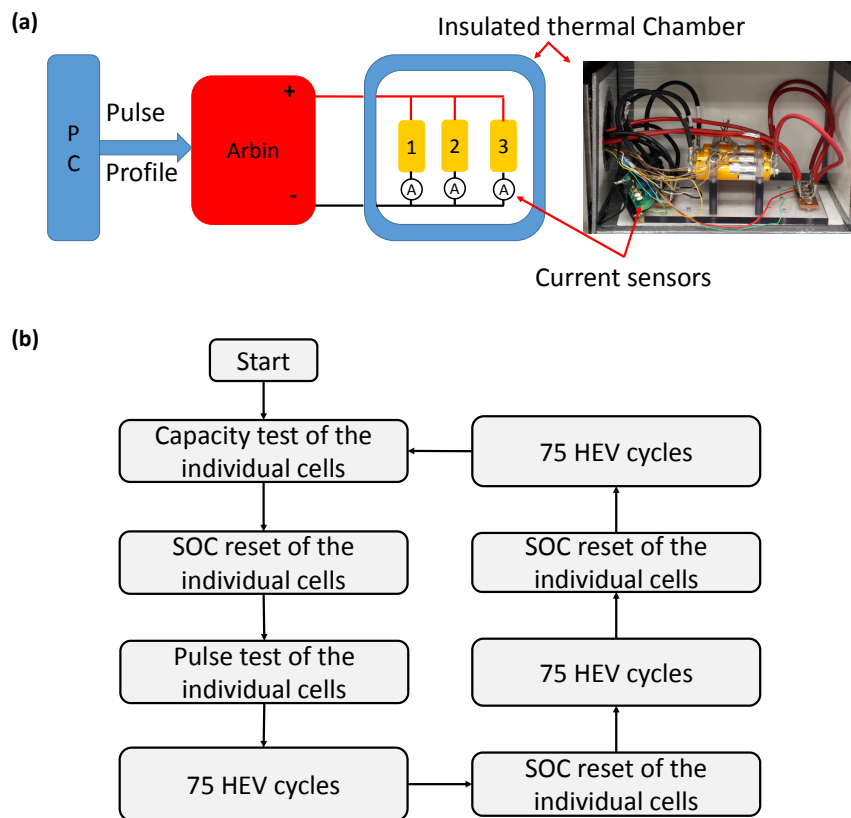 (a)
Insulated thermal Chamber
P
C
Pulse
Profile
Arbin
+
-
1
2
3
A
A
A
Current sensors
(b)
Start
Capacity test of the
individual cells
SOC reset of the
individual cells
Pulse test of the
individual cells
75 HEV cycles
SOC reset of the
individual cells
75 HEV cycles
SOC reset of the
individual cells
75 HEV cycles